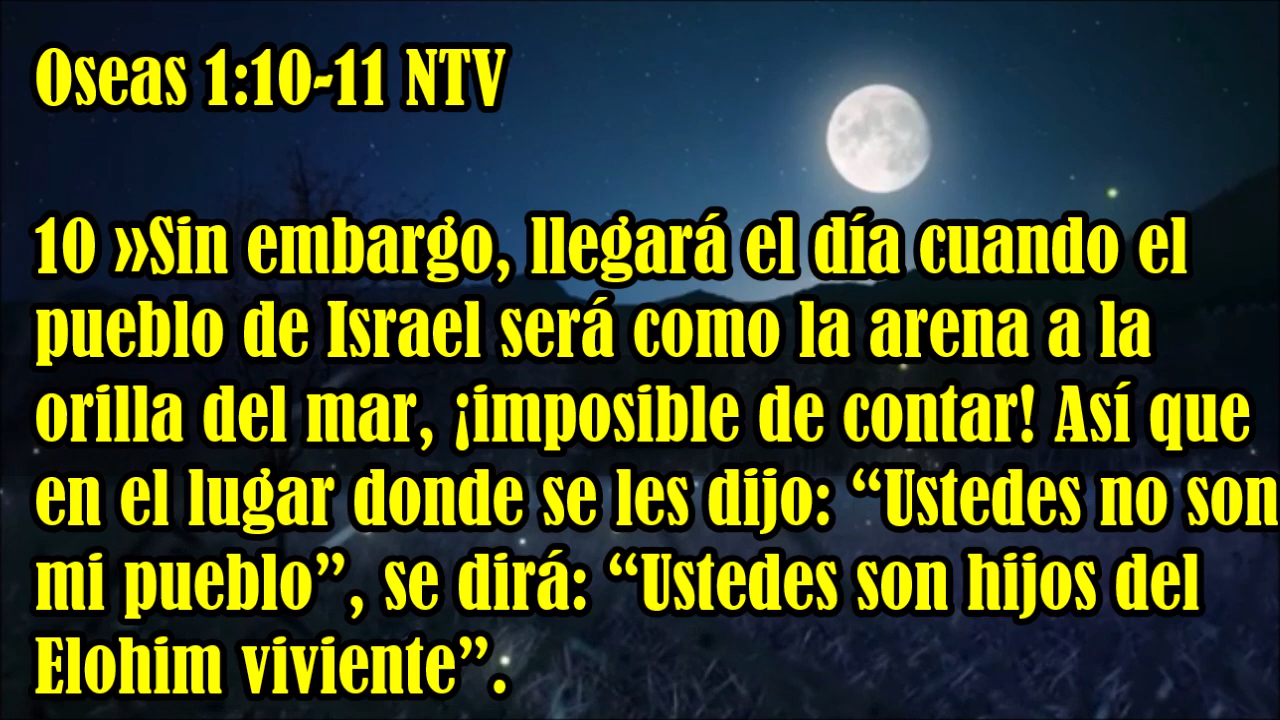 Oseas 1:10-11 NTV
10 »Sin embargo, llegará el día cuando el
pueblo de Israel será como la arena a la
orilla del mar, ¡imposible de contar! Así que
en el lugar donde se les dijo: “Ustedes no son
mi pueblo”, se dirá: “Ustedes son hijos del
Elohim viviente”.